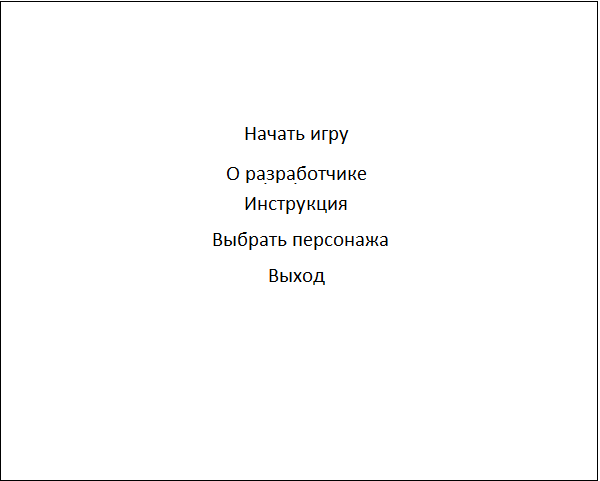 Начать игру
О разработчике
Инструкция
Выбрать персонажа
Выход